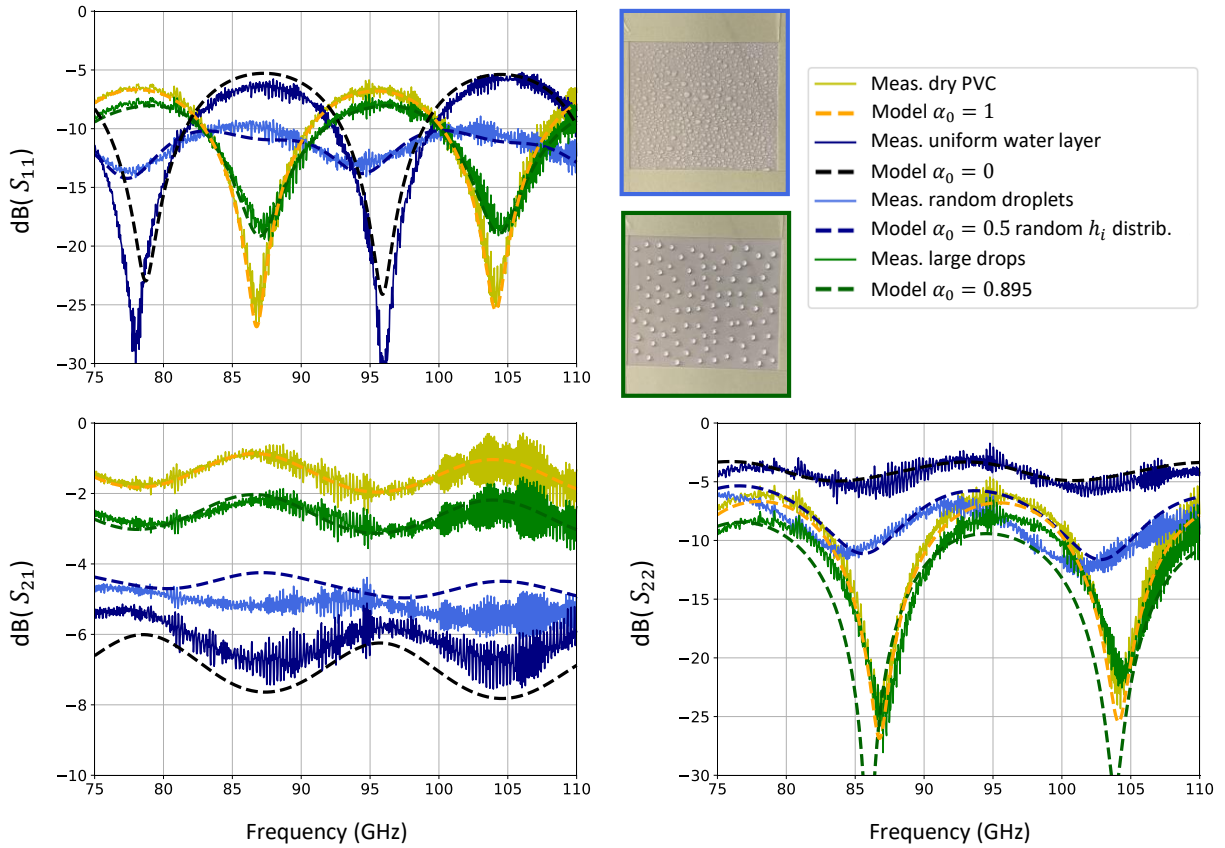 0
−5
−10
−15
−20
−25
−30
dB( S₁₁)
75 80 85 90 95 100 105 110
Meas. dry PVC
Model α₀ = 1
Meas. uniform water layer
Model α₀ = 0
Meas. random droplets
Model α₀ = 0.5 random hᵢ distrib.
Meas. large drops
Model α₀ = 0.895
0
−2
−4
−6
−8
−10
dB( S₂₁)
75 80 85 90 95 100 105 110
Frequency (GHz)
0
−5
−10
−15
−20
−25
−30
dB( S₂₂)
75 80 85 90 95 100 105 110
Frequency (GHz)